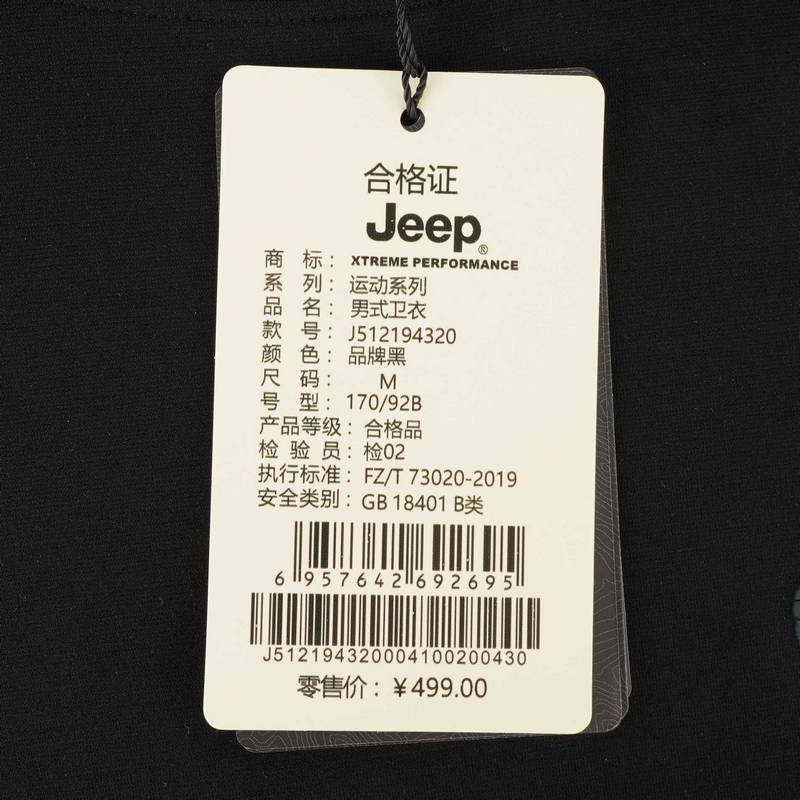 合格证
Jeep®
商 标： XTREME PERFORMANCE
系 列： 运动系列
品 名： 男式卫衣
款 号： J512194320
颜 色： 品牌黑
尺 码： M
号 型： 170/92B
产品等级： 合格品
检 验 员： 检02
执行标准： FZ/T 73020-2019
安全类别： GB 18401 B类
6 957642 692695
J512194320004100200430
零售价：￥499.00